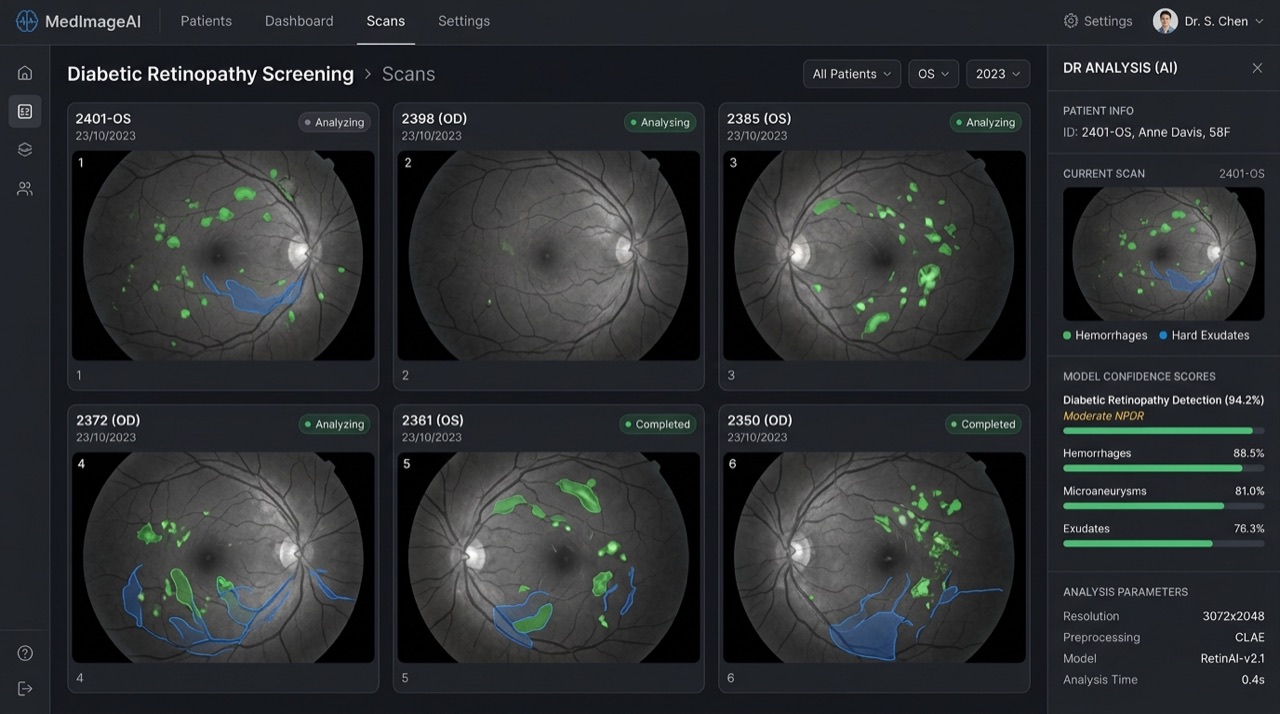 MedImageAI
Patients
Dashboard
Scans
Settings
Settings
Dr. S. Chen
Diabetic Retinopathy Screening > Scans
All Patients
OS
2023
2401-OS
Analyzing
23/10/2023
1
1
2398 (OD)
Analysing
23/10/2023
2
2
2385 (OS)
Analyzing
23/10/2023
3
3
2372 (OD)
Analyzing
23/10/2023
4
4
2361 (OS)
Completed
23/10/2023
5
5
2350 (OD)
Completed
23/10/2023
6
6
DR ANALYSIS (AI)
PATIENT INFO
ID: 2401-OS, Anne Davis, 58F
CURRENT SCAN 2401-OS
Hemorrhages Hard Exudates
MODEL CONFIDENCE SCORES
Diabetic Retinopathy Detection (94.2%)
Moderate NPDR
Hemorrhages 88.5%
Microaneurysms 81.0%
Exudates 76.3%
ANALYSIS PARAMETERS
Resolution 3072x2048
Preprocessing CLAE
Model RetinAI-v2.1
Analysis Time 0.4s